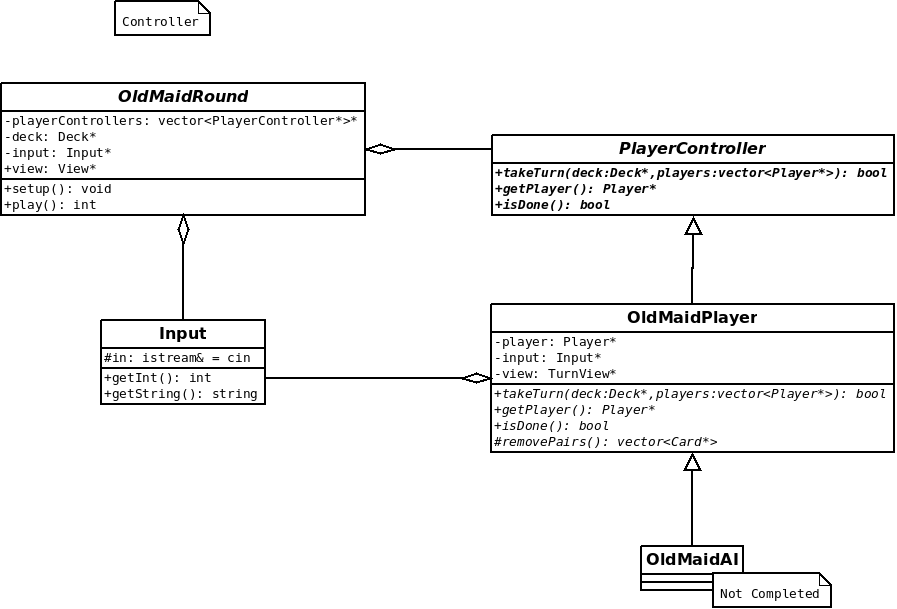 Controller
OldMaidRound
-playerControllers: vector<PlayerController*>*
-deck: Deck*
-input: Input*
+view: View*
+setup(): void
+play(): int
PlayerController
+takeTurn(deck:Deck*,players:vector<Player*>): bool
+getPlayer(): Player*
+isDone(): bool
Input
#in: istream& = cin
+getInt(): int
+getString(): string
OldMaidPlayer
-player: Player*
-input: Input*
-view: TurnView*
+takeTurn(deck:Deck*,players:vector<Player*>): bool
+getPlayer(): Player*
+isDone(): bool
#removePairs(): vector<Card*>
OldMaidAI
Not Completed